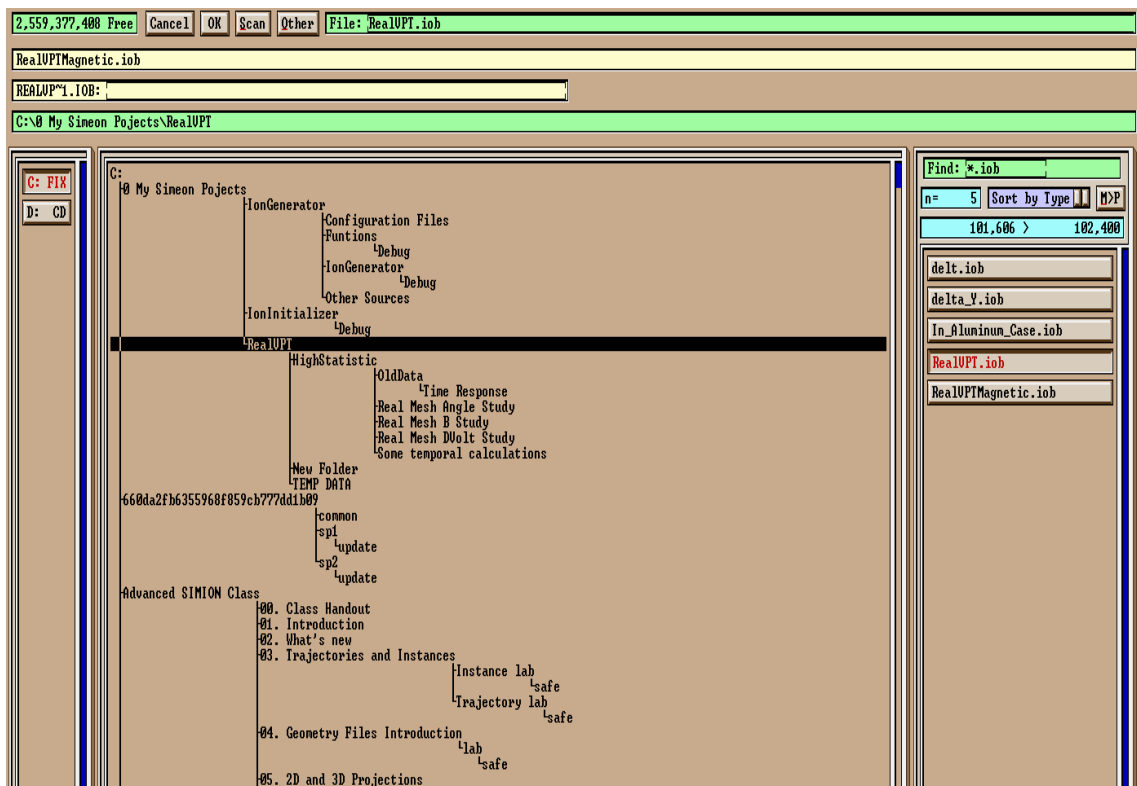 2,559,377,408 Free Cancel OK Scan Other File: RealVPT.iob
RealVPTMagnetic.iob
REALVP~1.IOB:
C:\0 My Simeon Pojects\RealVPT
C: FIX
D: CD
C:
0 My Simeon Pojects
IonGenerator
Configuration Files
Funtions
Debug
IonGenerator
Debug
Other Sources
IonInitializer
Debug
RealVPT
HighStatistic
OldData
Time Response
Real Mesh Angle Study
Real Mesh B Study
Real Mesh DVolt Study
Some temporal calculations
New Folder
TEMP DATA
660da2fb6355968f859cb777dd1b09
common
sp1
update
sp2
update
Advanced SIMION Class
00. Class Handout
01. Introduction
02. What's new
03. Trajectories and Instances
Instance lab
safe
Trajectory lab
safe
04. Geometry Files Introduction
lab
safe
05. 2D and 3D Projections
Find: *.iob
n= 5 Sort by Type M>P
101,606 > 102,400
delt.iob
delta_Y.iob
In_Aluminum_Case.iob
RealVPT.iob
RealVPTMagnetic.iob